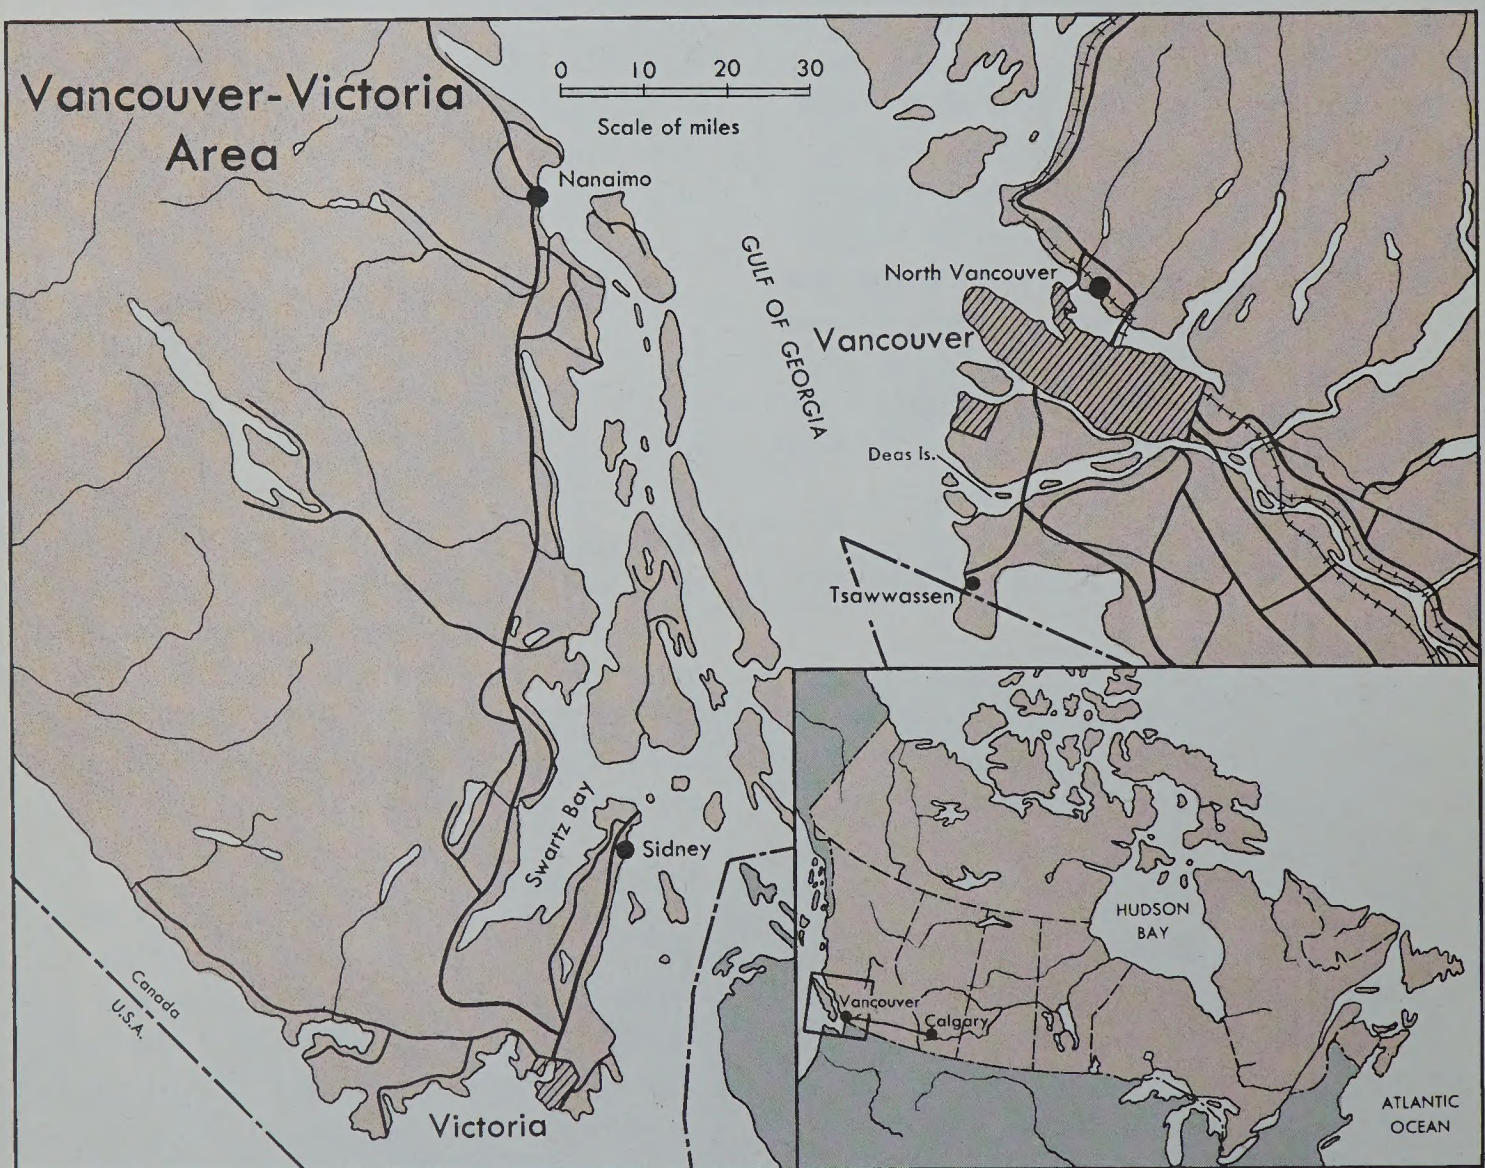 Vancouver-Victoria
Area
0 10 20 30
Scale of miles
Nanaimo
GULF OF GEORGIA
North Vancouver
Vancouver
Deas Is.
Tsawwassen
Swartz Bay
Sidney
Canada
U.S.A.
Victoria
HUDSON
BAY
Vancouver
Calgary
ATLANTIC
OCEAN